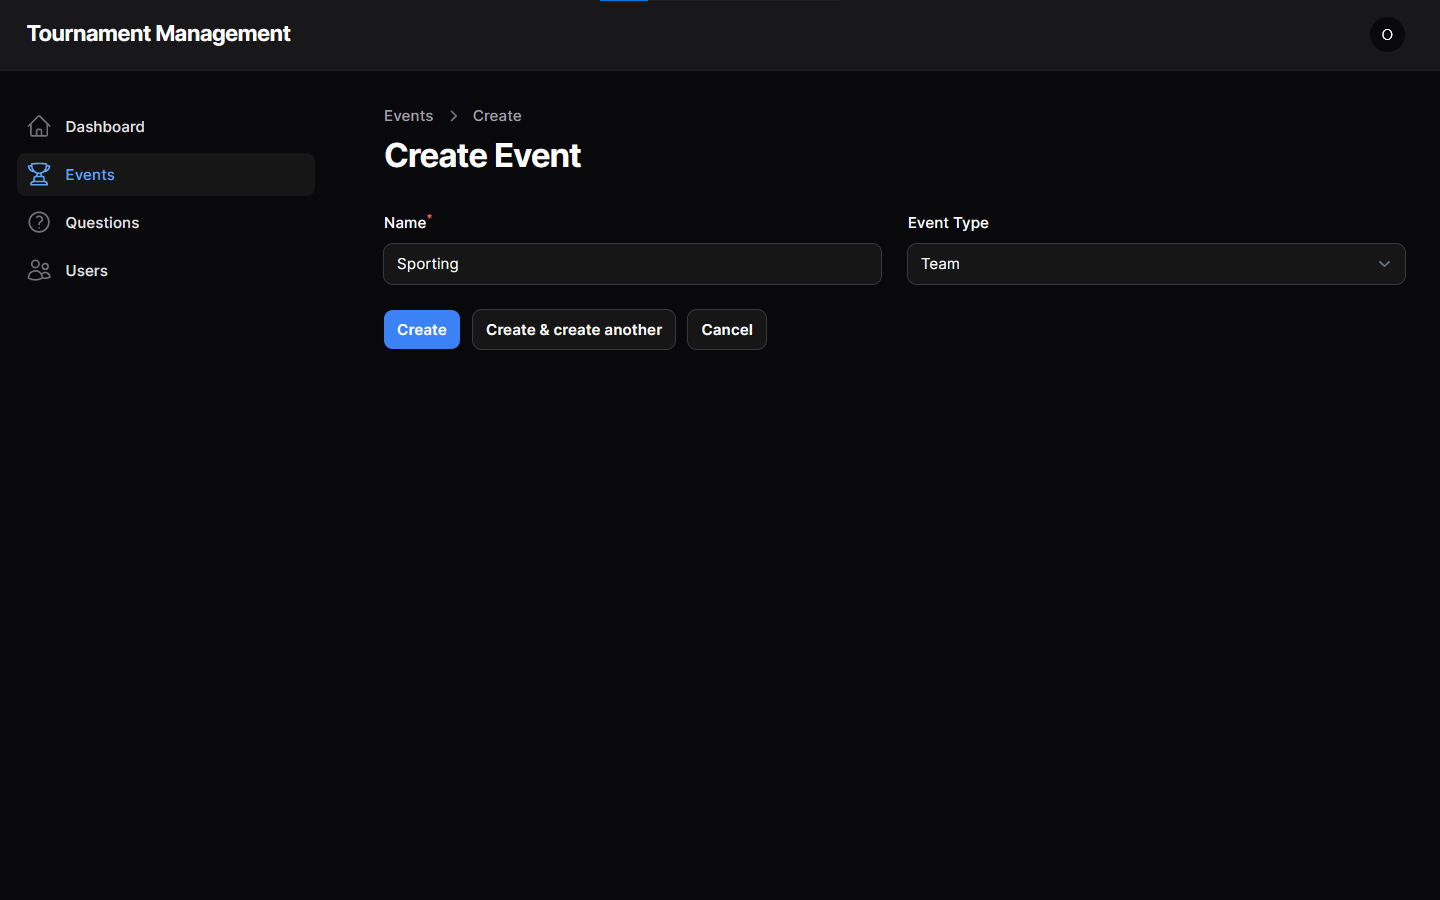 Tournament Management
O
Dashboard
Events
Questions
Users
Events > Create
Create Event
Name*
Sporting
Event Type
Team
Create
Create & create another
Cancel